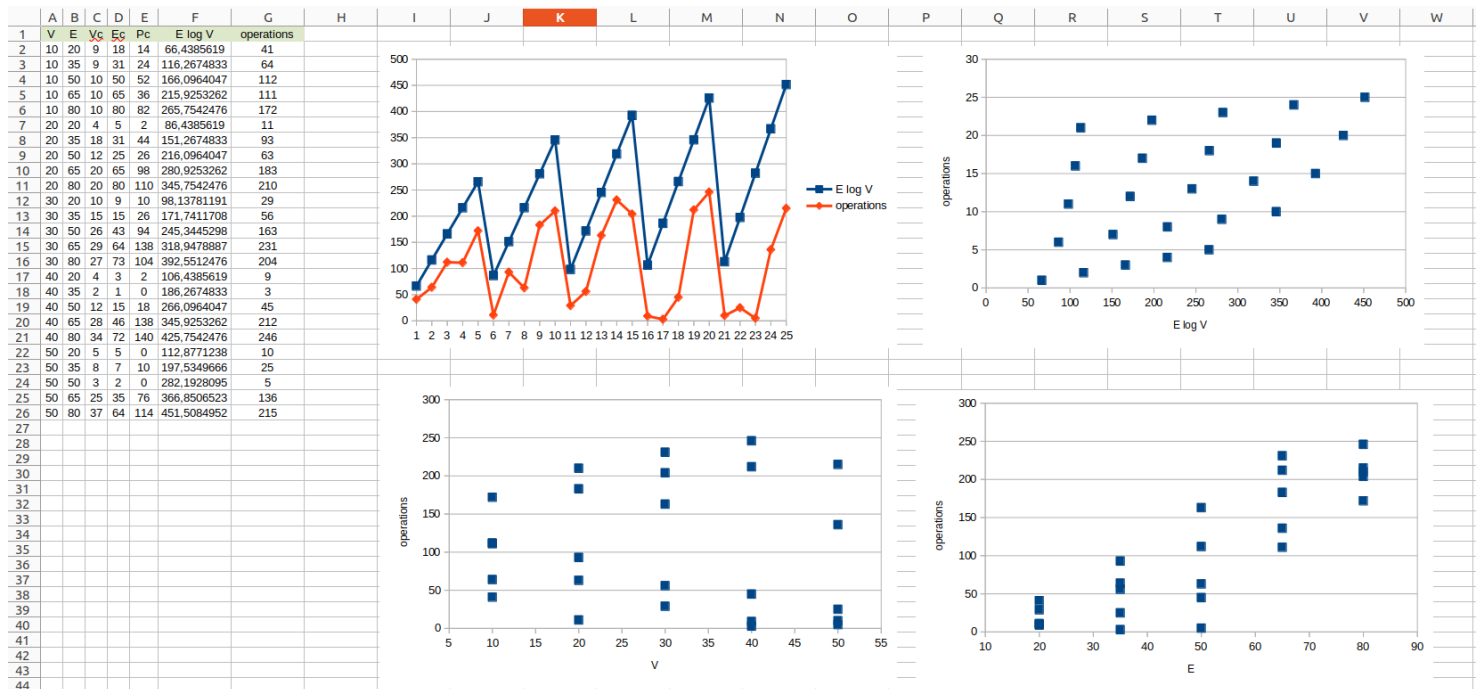 A B C D E F G H I J K L M N O P Q R S T U V W
1 V E Vc Ec Pc E log V operations
2 10 20 9 18 14 66,4385619 41
3 10 35 9 31 24 116,2674833 64
4 10 50 10 50 52 166,0964047 112
5 10 65 10 65 36 215,9253262 111
6 10 80 10 80 82 265,7542476 172
7 20 20 4 5 2 86,4385619 11
8 20 35 18 31 44 151,2674833 93
9 20 50 12 25 26 216,0964047 63
10 20 65 20 65 98 280,9253262 183
11 20 80 20 80 110 345,7542476 210
12 30 20 10 9 10 98,13781191 29
13 30 35 15 15 26 171,7411708 56
14 30 50 26 43 94 245,3445298 163
15 30 65 29 64 138 318,9478887 231
16 30 80 27 73 104 392,5512476 204
17 40 20 4 3 2 106,4385619 9
18 40 35 2 1 0 186,2674833 3
19 40 50 12 15 18 266,0964047 45
20 40 65 28 46 138 345,9253262 212
21 40 80 34 72 140 425,7542476 246
22 50 20 5 5 0 112,8771238 10
23 50 35 8 7 10 197,5349666 25
24 50 50 3 2 0 282,1928095 5
25 50 65 25 35 76 366,8506523 136
26 50 80 37 64 114 451,5084952 215
27
28
29
30
31
32
33
34
35
36
37
38
39
40
41
42
43
44
500
450
400
350
300
250
200
150
100
50
0
1 2 3 4 5 6 7 8 9 10 11 12 13 14 15 16 17 18 19 20 21 22 23 24 25
E log V
operations
30
25
20
15
10
5
0
operations
0 50 100 150 200 250 300 350 400 450 500
E log V
300
250
200
150
100
50
0
operations
5 10 15 20 25 30 35 40 45 50 55
V
300
250
200
150
100
50
0
operations
10 20 30 40 50 60 70 80 90
E